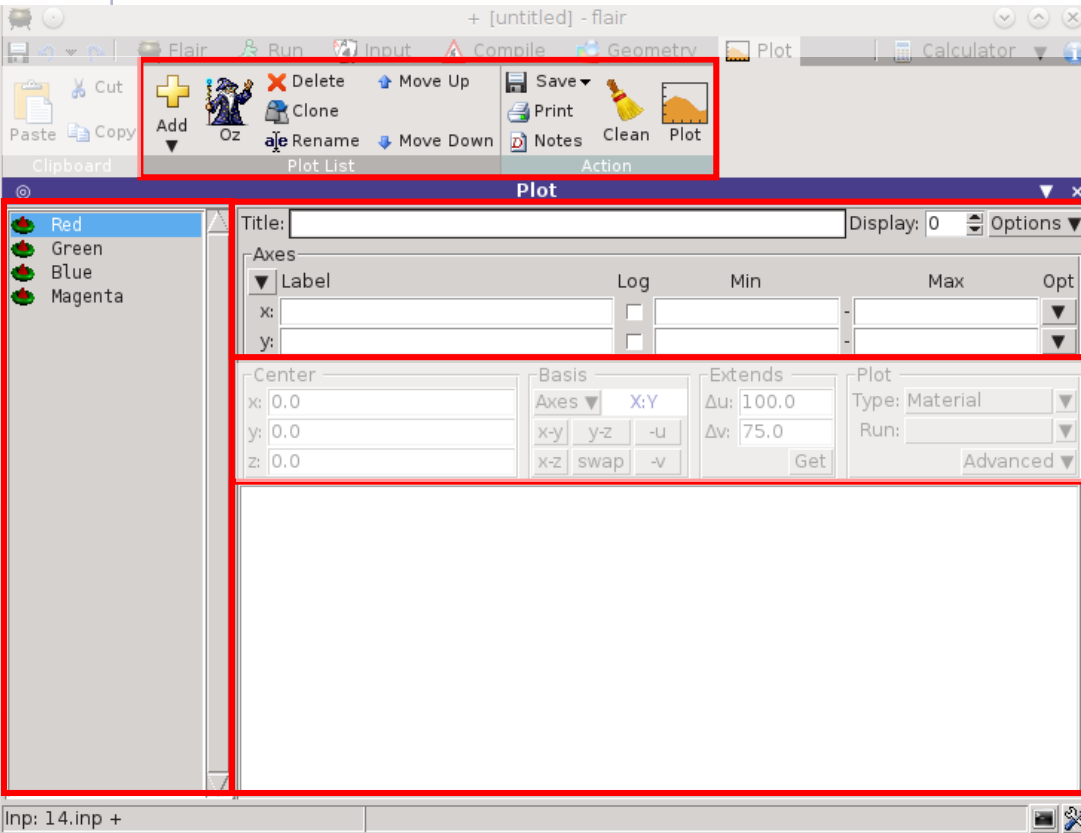 + [untitled] - flair
Flair Run Input Compile Geometry Plot Calculator
Paste Cut Copy
Clipboard
Add Oz Delete Clone Rename Move Up Move Down
Plot List
Save Print Notes Clean Plot
Action
Plot
Red
Green
Blue
Magenta
Title: Display: 0 Options
Axes
Label Log Min Max Opt
x: -
y: -
Center
x: 0.0
y: 0.0
z: 0.0
Basis
Axes X:Y
x-y y-z -u
x-z swap -v
Extends
Δu: 100.0
Δv: 75.0
Get
Plot
Type: Material
Run:
Advanced
Inp: 14.inp +